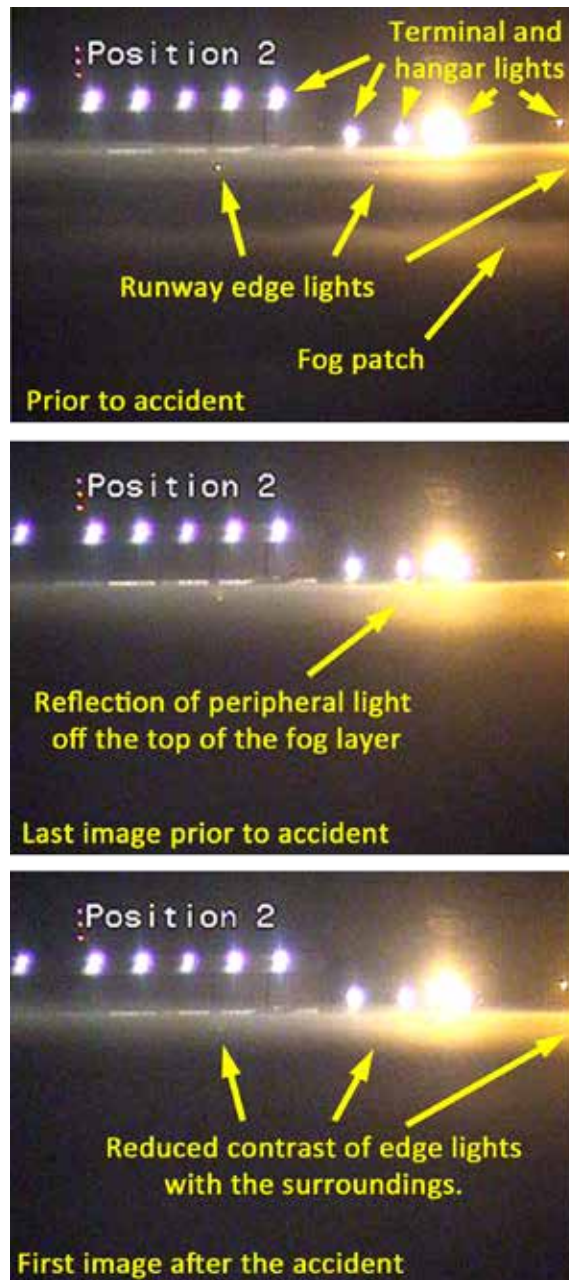 :Position 2
Terminal and
hangar lights
Runway edge lights
Fog patch
Prior to accident
:Position 2
Reflection of peripheral light
off the top of the fog layer
Last image prior to accident
:Position 2
Reduced contrast of edge lights
with the surroundings.
First image after the accident